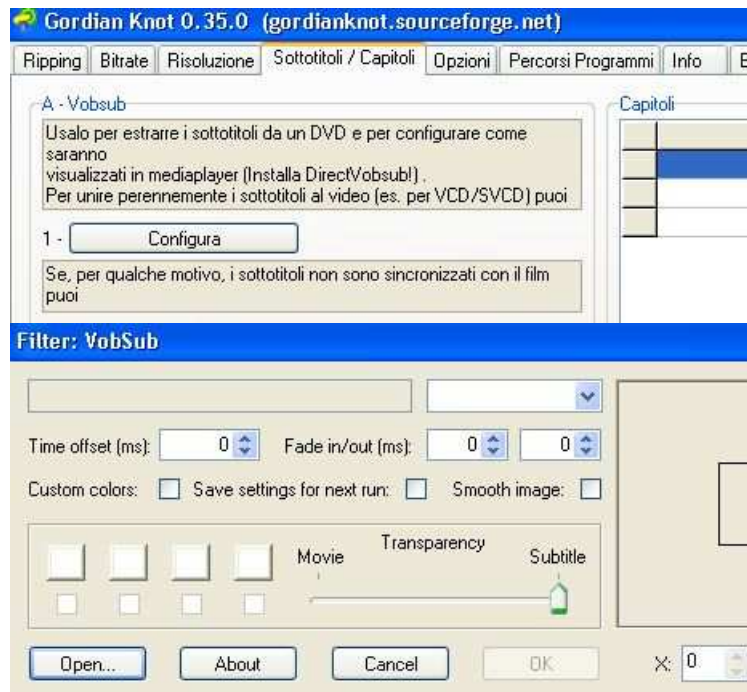 Gordian Knot 0.35.0 (gordianknot.sourceforge.net)
Ripping Bitrate Risoluzione Sottotitoli / Capitoli Opzioni Percorsi Programmi Info
A - Vobsub
Usalo per estrarre i sottotitoli da un DVD e per configurare come
saranno
visualizzati in mediaplayer (Installa DirectVobsub!) .
Per unire perennemente i sottotitoli al video (es. per VCD/SVCD) puoi
1 - Configura
Se, per qualche motivo, i sottotitoli non sono sincronizzati con il film
puoi
Capitoli
Filter: VobSub
Time offset (ms): 0 Fade in/out (ms): 0 0
Custom colors: Save settings for next run: Smooth image:
Movie Transparency Subtitle
Open... About Cancel OK X: 0